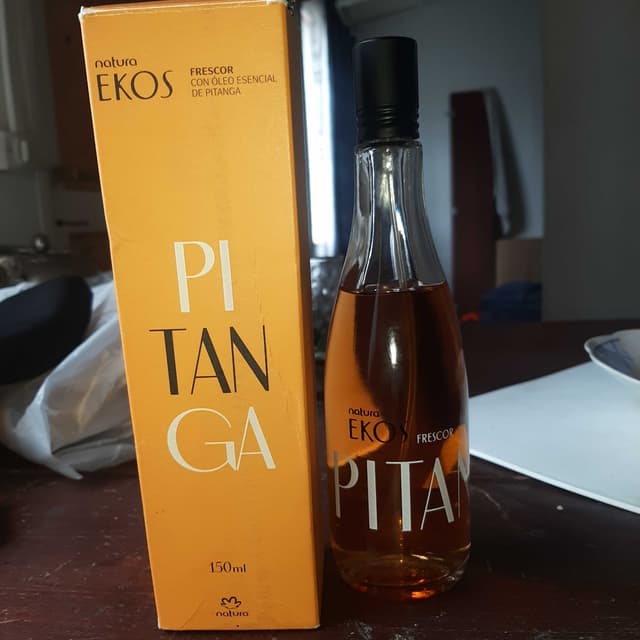 natura
EKOS
FRESCOR
CON ÓLEO ESENCIAL
DE PITANGA
PI
TAN
GA
150ml
natura
natura
EKOS FRESCOR
PITAN